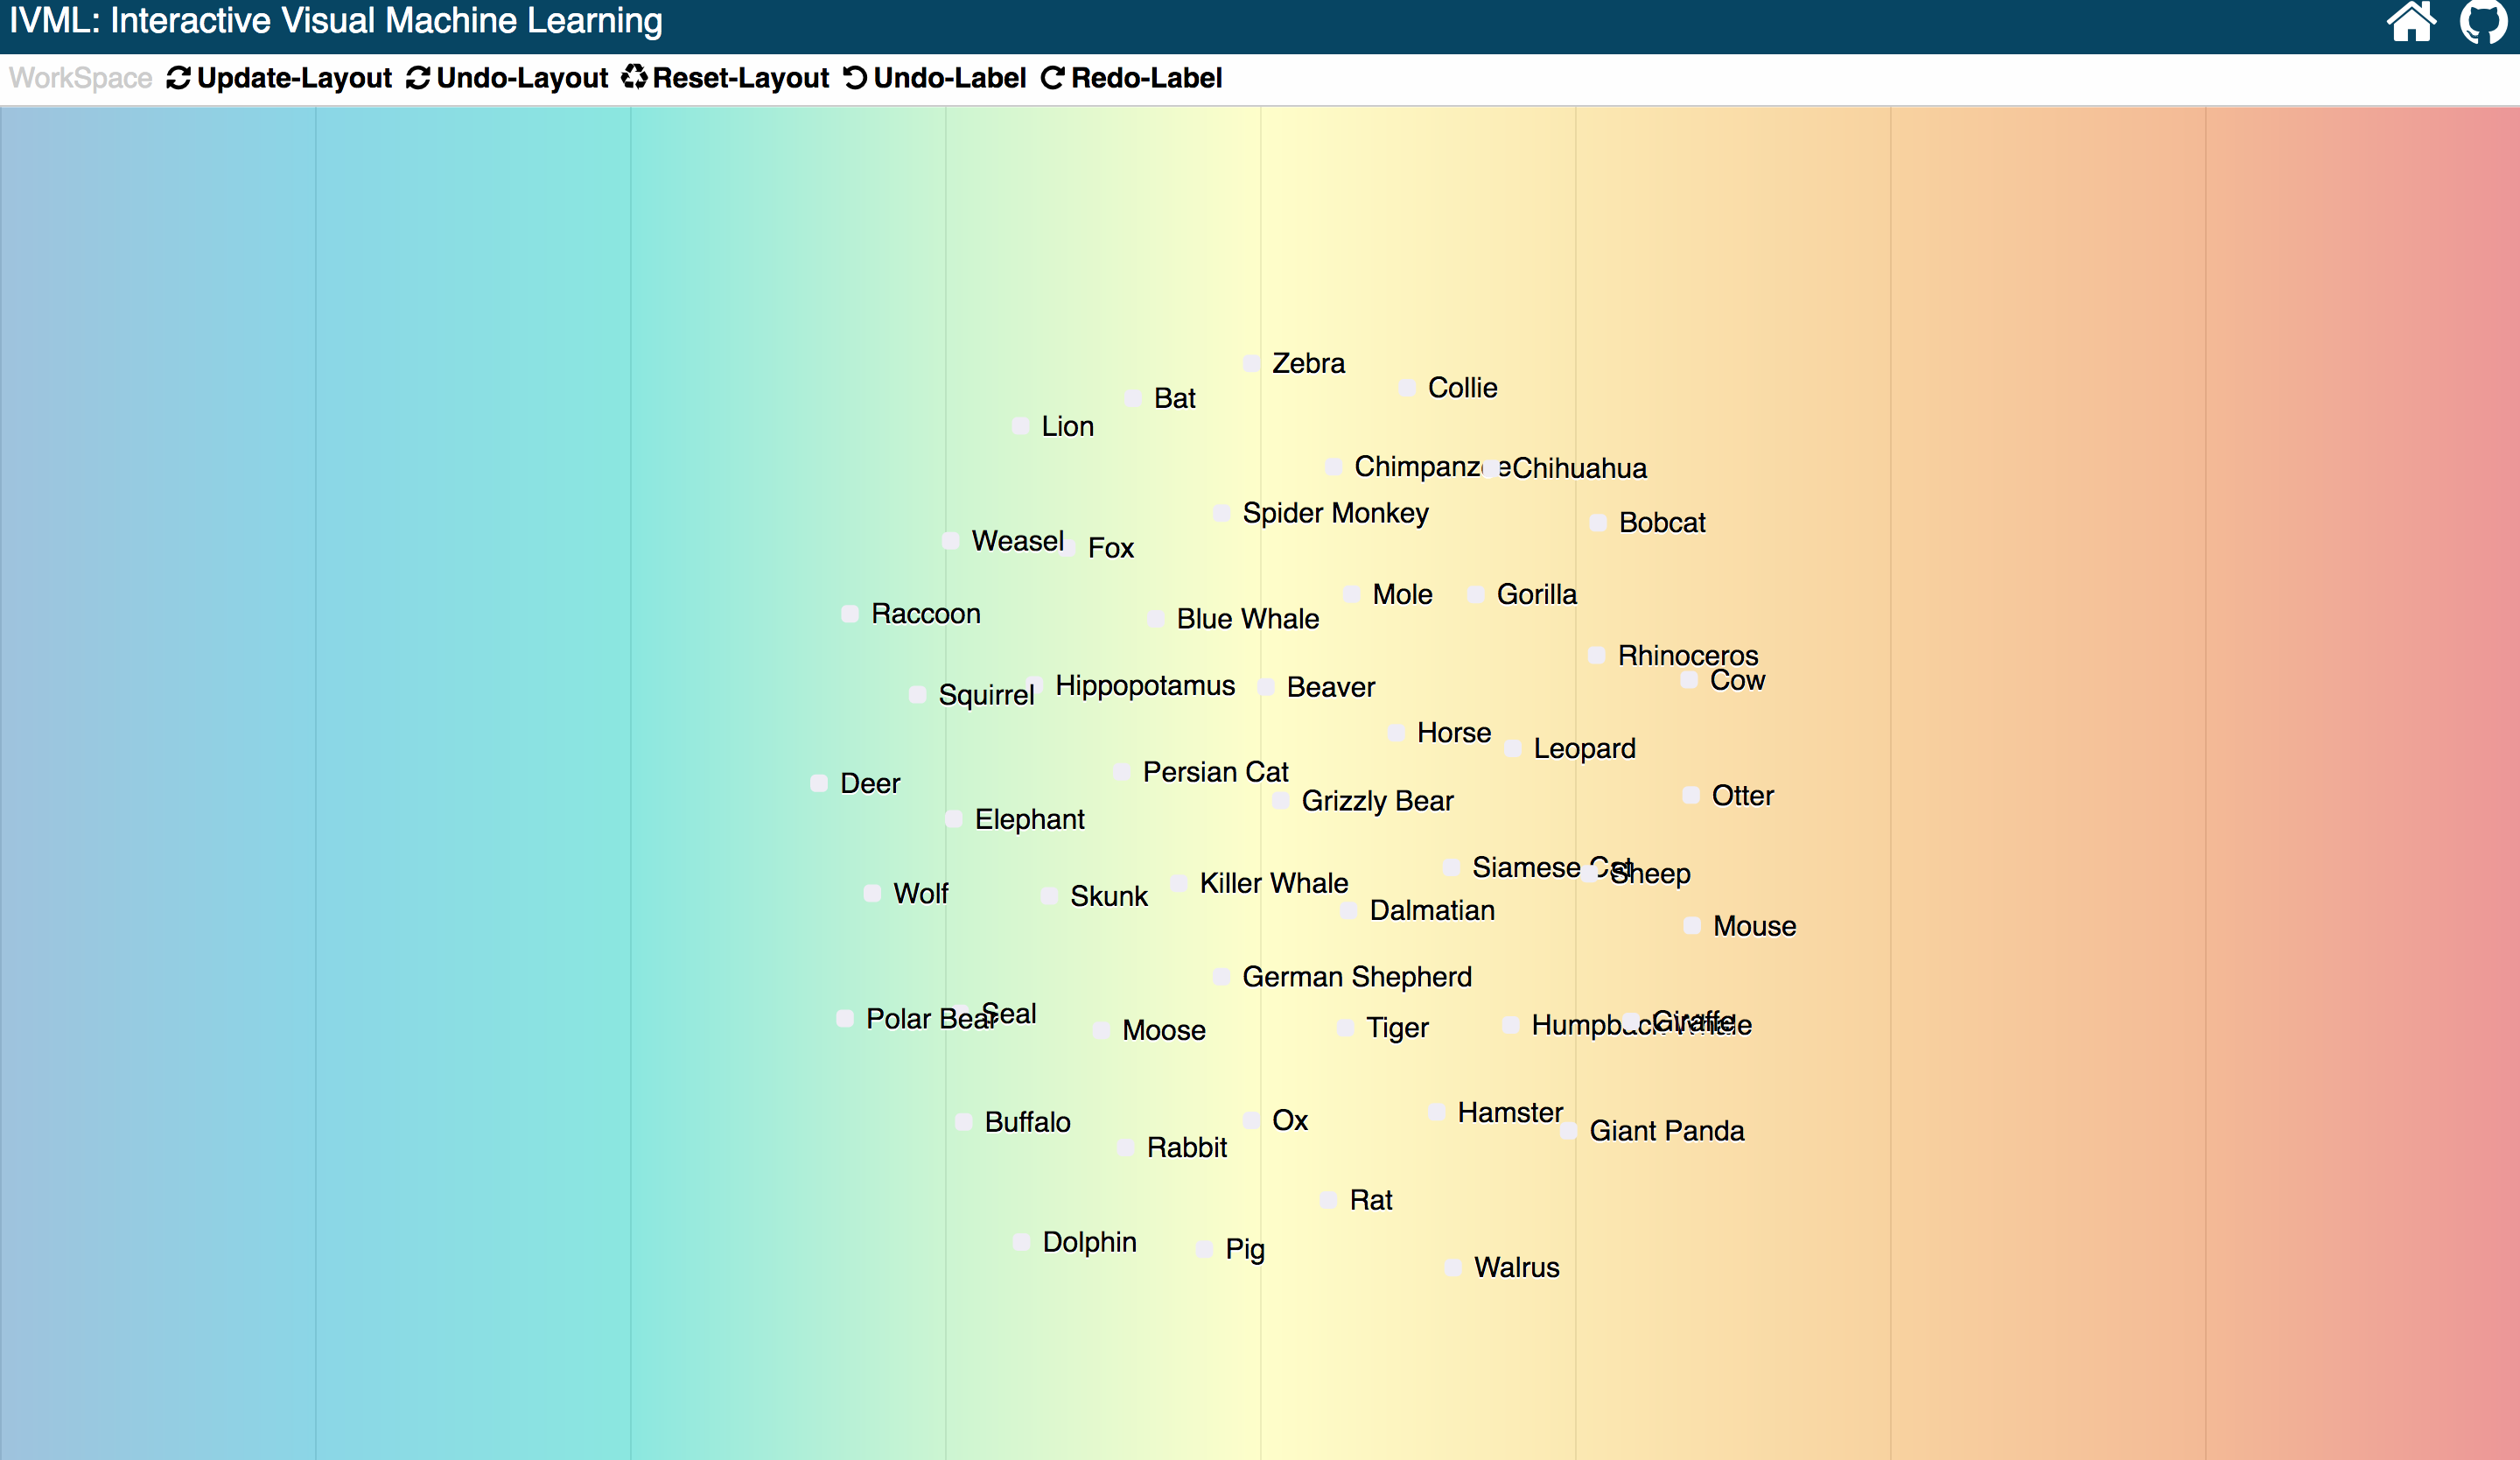 IVML: Interactive Visual Machine Learning
WorkSpace Update-Layout Undo-Layout Reset-Layout Undo-Label Redo-Label
Zebra
Collie
Bat
Lion
Chimpanzee Chihuahua
Spider Monkey
Bobcat
Weasel Fox
Mole Gorilla
Raccoon
Blue Whale
Rhinoceros
Cow
Squirrel Hippopotamus Beaver
Horse
Leopard
Persian Cat
Deer
Otter
Grizzly Bear
Elephant
Siamese Cat Sheep
Killer Whale
Wolf Skunk
Dalmatian
Mouse
German Shepherd
Polar Bear Seal
Moose
Tiger
Humpback Whale Giraffe
Hamster
Ox
Buffalo
Giant Panda
Rabbit
Rat
Dolphin
Pig
Walrus